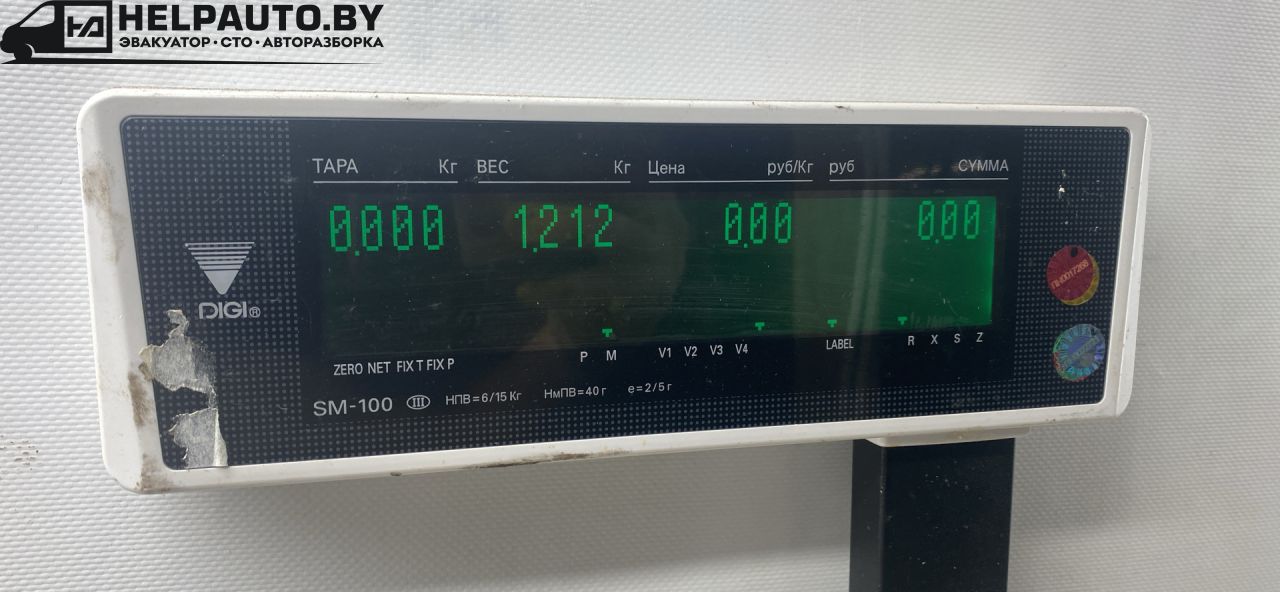 HELPAUTO.BY
ЭВАКУАТОР·СТО·АВТОРАЗБОРКА
ТАРА Кг ВЕС Кг Цена руб/Кг руб СУММА
0.000 1.212 0.00 0.00
DIGI®
P M V1 V2 V3 V4 LABEL R X S Z
ZERO NET FIX T FIX P
SM-100 III НПВ=6/15 Кг НмПВ=40 г e=2/5 г